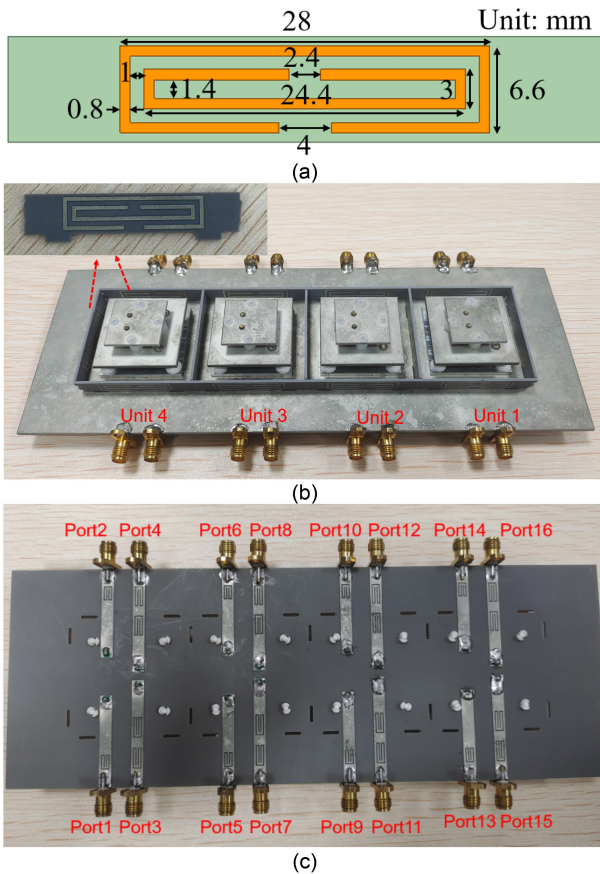 28
Unit: mm
2.4
1
1.4
24.4
3
6.6
0.8
4
(a)
Unit 4 Unit 3 Unit 2 Unit 1
(b)
Port2 Port4 Port6 Port8 Port10 Port12 Port14 Port16
Port1 Port3 Port5 Port7 Port9 Port11 Port13 Port15
(c)